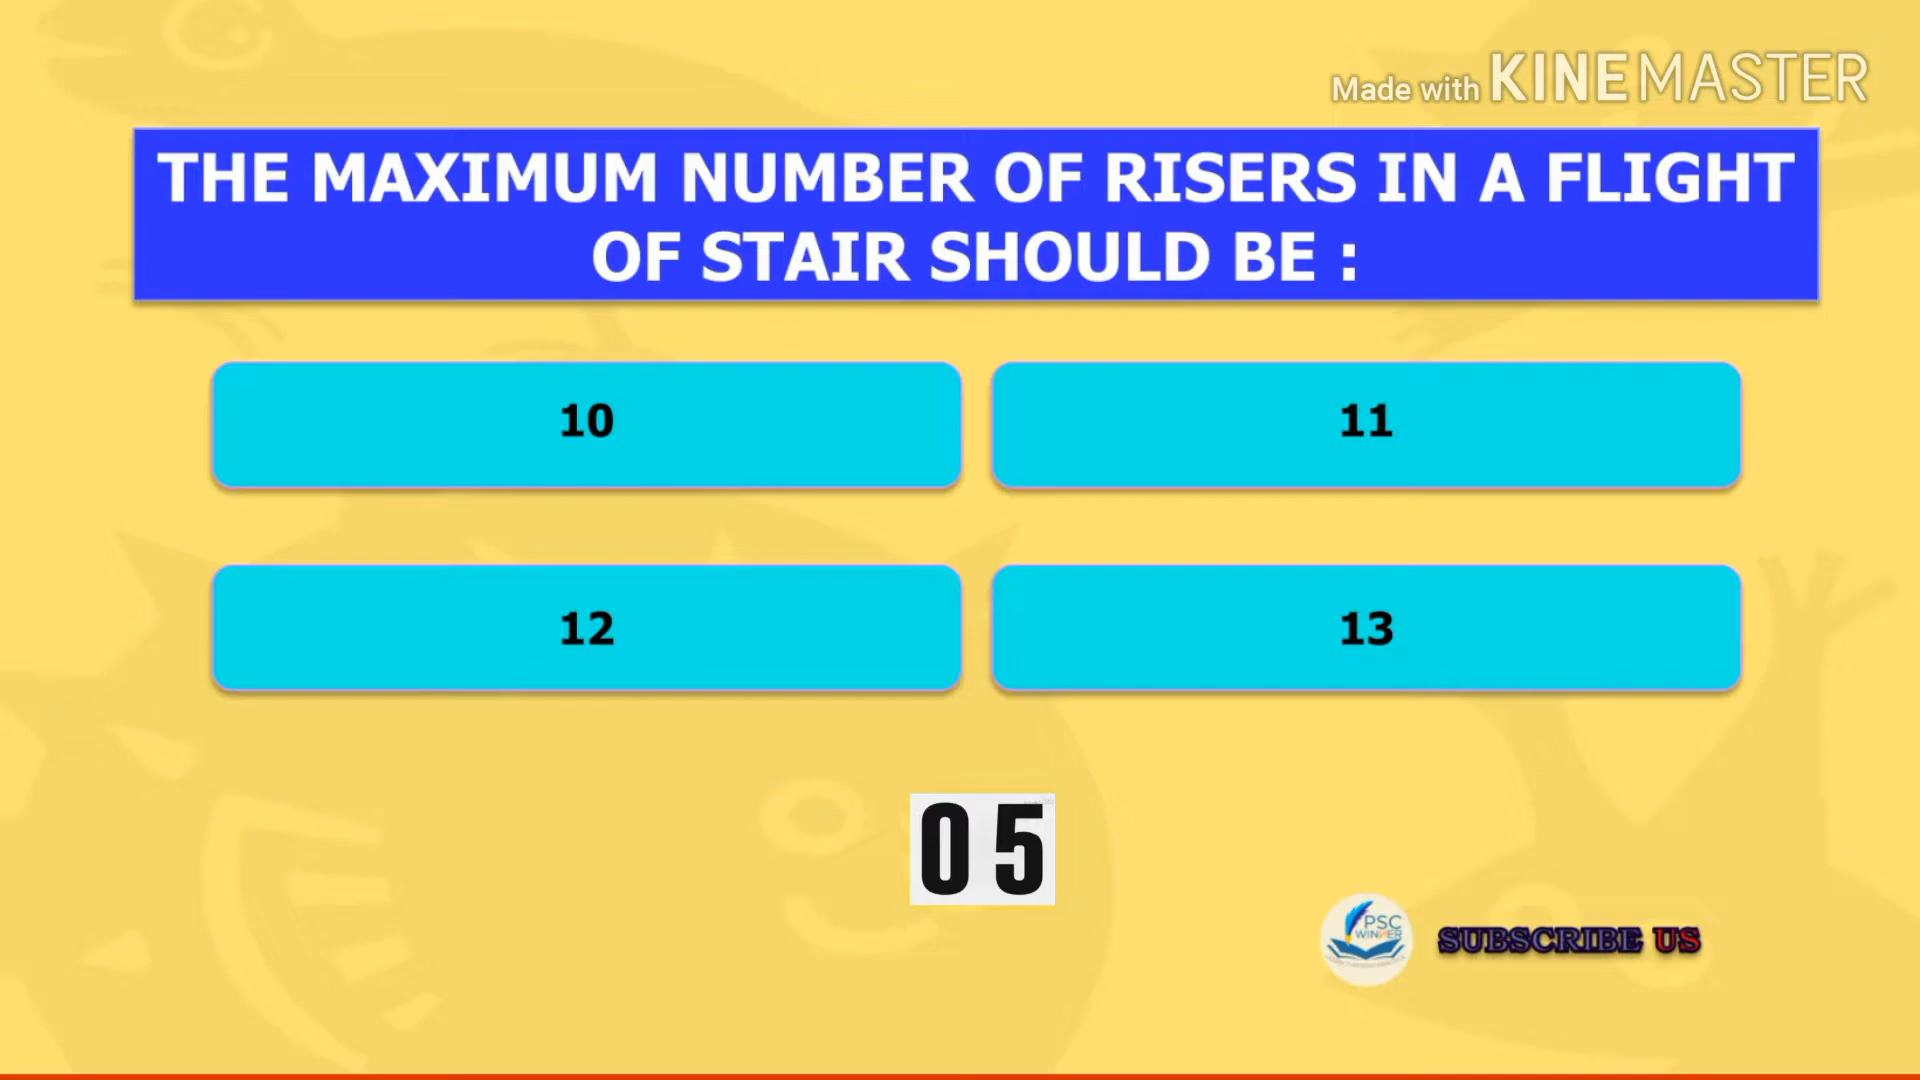 Made with KINEMASTER
THE MAXIMUM NUMBER OF RISERS IN A FLIGHT
OF STAIR SHOULD BE :
10
11
12
13
05
PSC
WINNER
SUBSCRIBE US